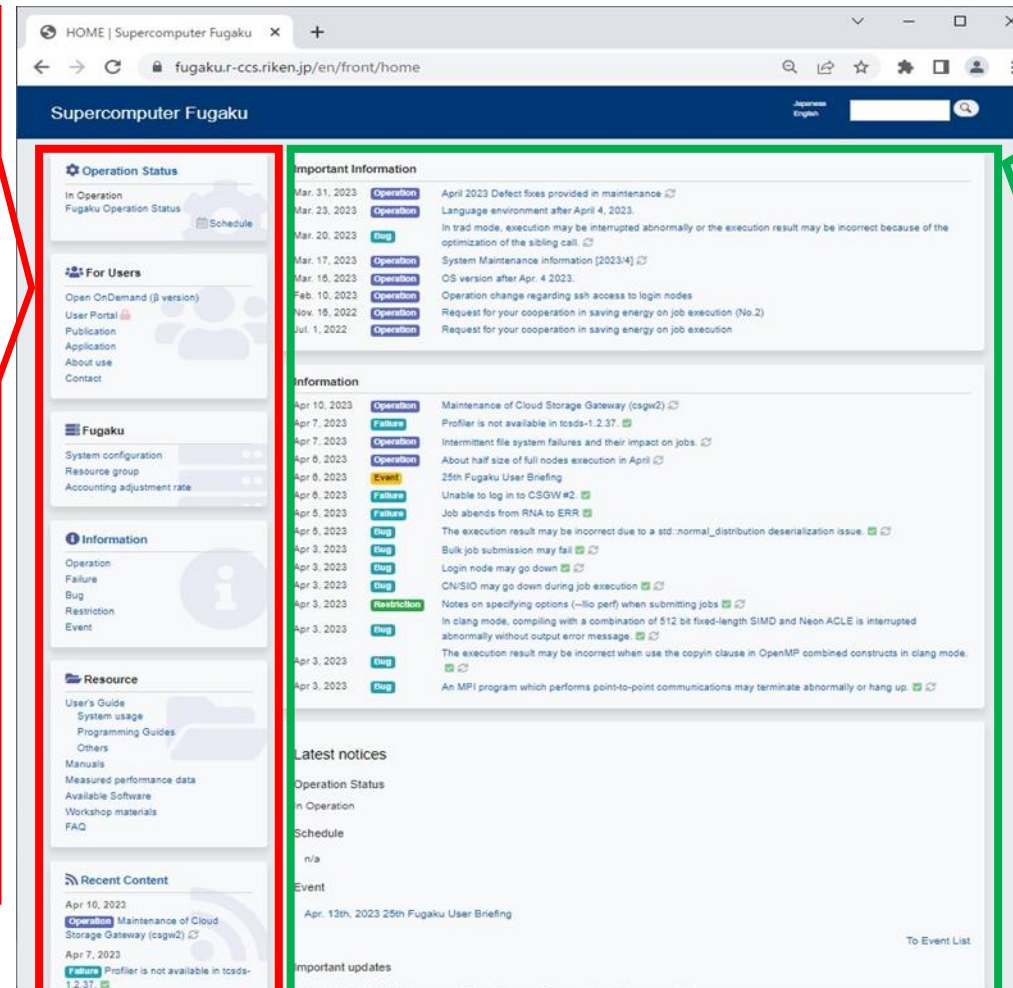 HOME | Supercomputer Fugaku
fugaku.r-ccs.riken.jp/en/front/home
Supercomputer Fugaku
Japanese
English
Operation Status
In Operation
Fugaku Operation Status
Schedule
For Users
Open OnDemand (β version)
User Portal
Publication
Application
About use
Contact
Fugaku
System configuration
Resource group
Accounting adjustment rate
Information
Operation
Failure
Bug
Restriction
Event
Resource
User's Guide
System usage
Programming Guides
Others
Manuals
Measured performance data
Available Software
Workshop materials
FAQ
Recent Content
Apr 10, 2023
Operation Maintenance of Cloud
Storage Gateway (csgw2)
Apr 7, 2023
Failure Profiler is not available in tcsds-
1.2.37.
Important Information
Mar. 31, 2023 Operation April 2023 Defect fixes provided in maintenance
Mar. 23, 2023 Operation Language environment after April 4, 2023.
Mar. 20, 2023 Bug In trad mode, execution may be interrupted abnormally or the execution result may be incorrect because of the
optimization of the sibling call.
Mar. 17, 2023 Operation System Maintenance information [2023/4]
Mar. 16, 2023 Operation OS version after Apr. 4 2023.
Feb. 10, 2023 Operation Operation change regarding ssh access to login nodes
Nov. 16, 2022 Operation Request for your cooperation in saving energy on job execution (No.2)
Jul. 1, 2022 Operation Request for your cooperation in saving energy on job execution
Information
Apr 10, 2023 Operation Maintenance of Cloud Storage Gateway (csgw2)
Apr 7, 2023 Failure Profiler is not available in tcsds-1.2.37.
Apr 7, 2023 Operation Intermittent file system failures and their impact on jobs.
Apr 6, 2023 Operation About half size of full nodes execution in April
Apr 6, 2023 Event 25th Fugaku User Briefing
Apr 6, 2023 Failure Unable to log in to CSGW #2.
Apr 5, 2023 Failure Job abends from RNA to ERR
Apr 5, 2023 Bug The execution result may be incorrect due to a std::normal_distribution deserialization issue.
Apr 3, 2023 Bug Bulk job submission may fail
Apr 3, 2023 Bug Login node may go down
Apr 3, 2023 Bug CN/SIO may go down during job execution
Apr 3, 2023 Restriction Notes on specifying options (--llio perf) when submitting jobs
Apr 3, 2023 Bug In clang mode, compiling with a combination of 512 bit fixed-length SIMD and Neon ACLE is interrupted
abnormally without output error message.
Apr 3, 2023 Bug The execution result may be incorrect when use the copyin clause in OpenMP combined constructs in clang mode.
Apr 3, 2023 Bug An MPI program which performs point-to-point communications may terminate abnormally or hang up.
Latest notices
Operation Status
In Operation
Schedule
n/a
Event
Apr. 13th, 2023 25th Fugaku User Briefing
To Event List
Important updates